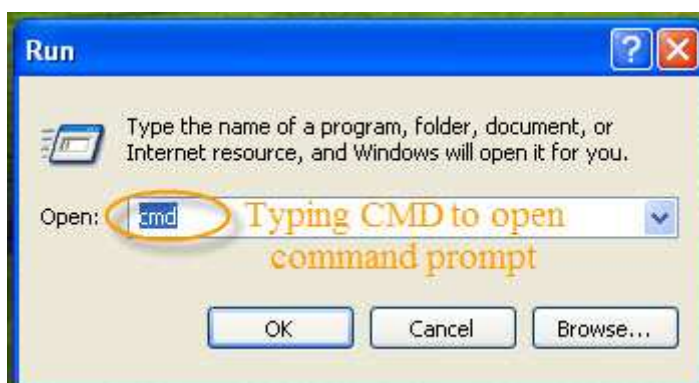 Run
Type the name of a program, folder, document, or
Internet resource, and Windows will open it for you.
Open: cmd Typing CMD to open
command prompt
OK Cancel Browse...